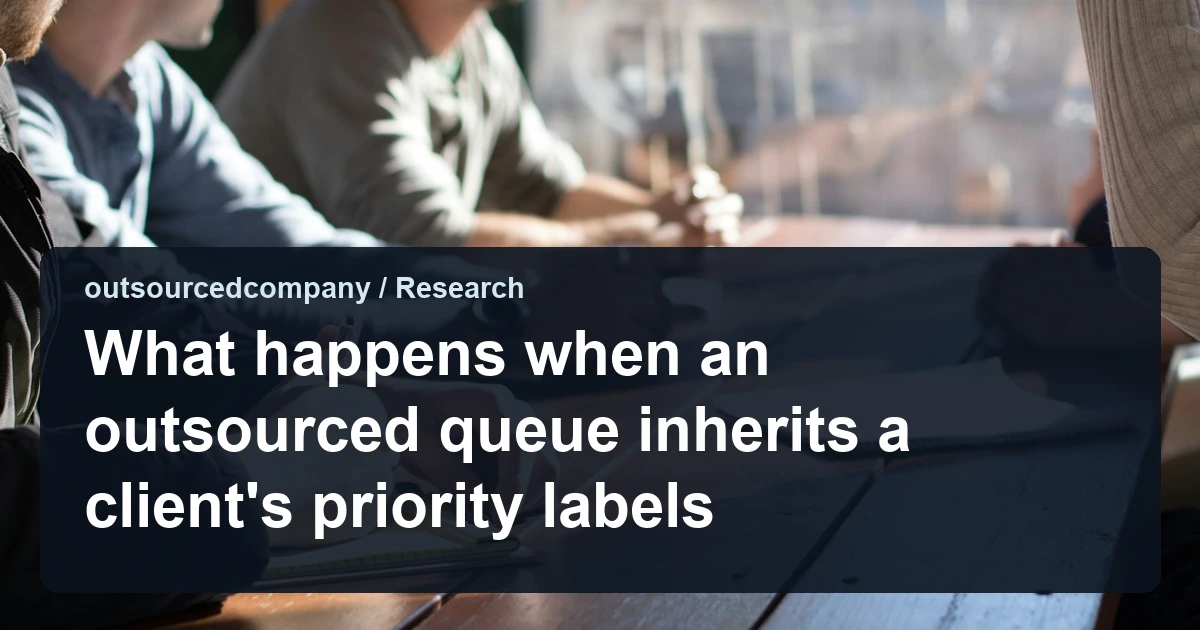 outsourcedcompany / Research
What happens when an
outsourced queue inherits a
client's priority labels